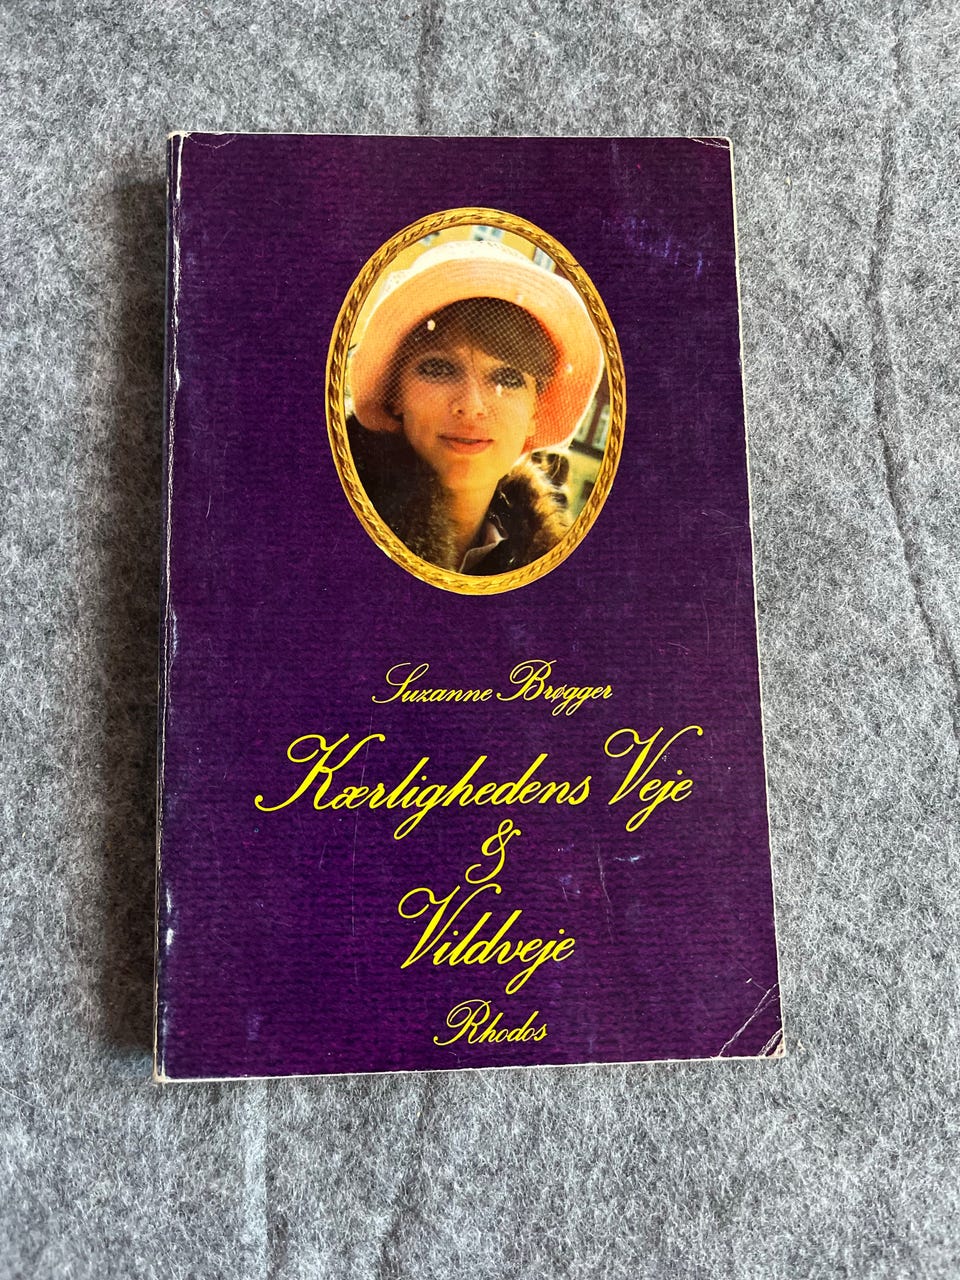 Suzanne Brøgger
Kærlighedens Veje
&
Vildveje
Rhodos